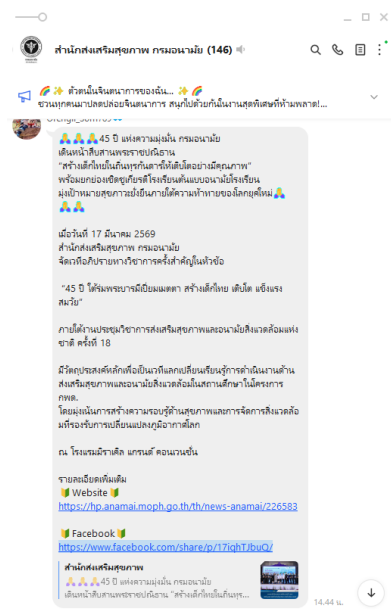 สำนักส่งเสริมสุขภาพ กรมอนามัย (146)
🌈 ✨ ตัวตนในจินตนาการของฉัน... ✨ 🌈
ชวนทุกคนมาปลดปล่อยจินตนาการ สนุกไปด้วยกันในงานสุดพิเศษที่ห้ามพลาด!...
🙏🙏🙏45 ปี แห่งความมุ่งมั่น กรมอนามัย
เดินหน้าสืบสานพระราชปณิธาน
"สร้างเด็กไทยในถิ่นทุรกันดารให้เติบโตอย่างมีคุณภาพ"
พร้อมยกย่องเชิดชูเกียรติโรงเรียนต้นแบบอนามัยโรงเรียน
มุ่งเป้าหมายสุขภาวะยั่งยืนภายใต้ความท้าทายของโลกยุคใหม่🙏
🙏🙏
เมื่อวันที่ 17 มีนาคม 2569
สำนักส่งเสริมสุขภาพ กรมอนามัย
จัดเวทีอภิปรายทางวิชาการครั้งสำคัญในหัวข้อ
"45 ปี ใต้ร่มพระบารมีเปี่ยมเมตตา สร้างเด็กไทย เติบโต แข็งแรง
สมวัย"
ภายใต้งานประชุมวิชาการส่งเสริมสุขภาพและอนามัยสิ่งแวดล้อมแห่ง
ชาติ ครั้งที่ 18
มีวัตถุประสงค์หลักเพื่อเป็นเวทีแลกเปลี่ยนเรียนรู้การดำเนินงานด้าน
ส่งเสริมสุขภาพและอนามัยสิ่งแวดล้อมในสถานศึกษาในโครงการ
กพด.
โดยมุ่งเน้นการสร้างความรอบรู้ด้านสุขภาพและการจัดการสิ่งแวดล้อ
มที่รองรับการเปลี่ยนแปลงภูมิอากาศโลก
ณ โรงแรมมิราเคิล แกรนด์ คอนเวนชั่น
รายละเอียดเพิ่มเติม
🔰 Website 🔰
https://hp.anamai.moph.go.th/th/news-anamai/226583
🔰 Facebook 🔰
https://www.facebook.com/share/p/17iqhTJbuQ/
สำนักส่งเสริมสุขภาพ
🙏🙏🙏45 ปี แห่งความมุ่งมั่น กรมอนามัย
เดินหน้าสืบสานพระราชปณิธาน "สร้างเด็กไทยในถิ่นทุร...
14.44 น.